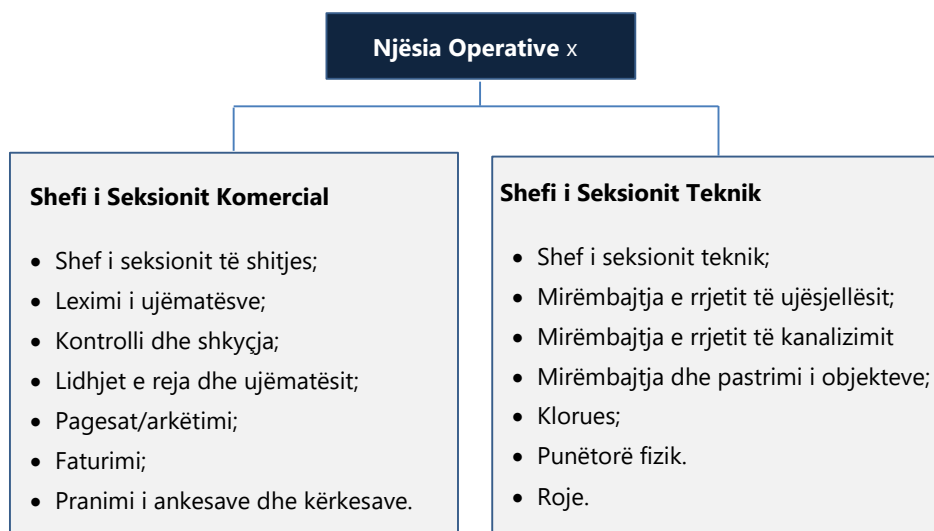 Njësia Operative x
Shefi i Seksionit Komercial
• Shef i seksionit të shitjes;
• Leximi i ujëmatësve;
• Kontrolli dhe shkyçja;
• Lidhjet e reja dhe ujëmatësit;
• Pagesat/arkëtimi;
• Faturimi;
• Pranimi i ankesave dhe kërkesave.
Shefi i Seksionit Teknik
• Shef i seksionit teknik;
• Mirëmbajtja e rrjetit të ujësjellësit;
• Mirëmbajtja e rrjetit të kanalizimit
• Mirëmbajtja dhe pastrimi i objekteve;
• Klorues;
• Punëtorë fizik.
• Roje.